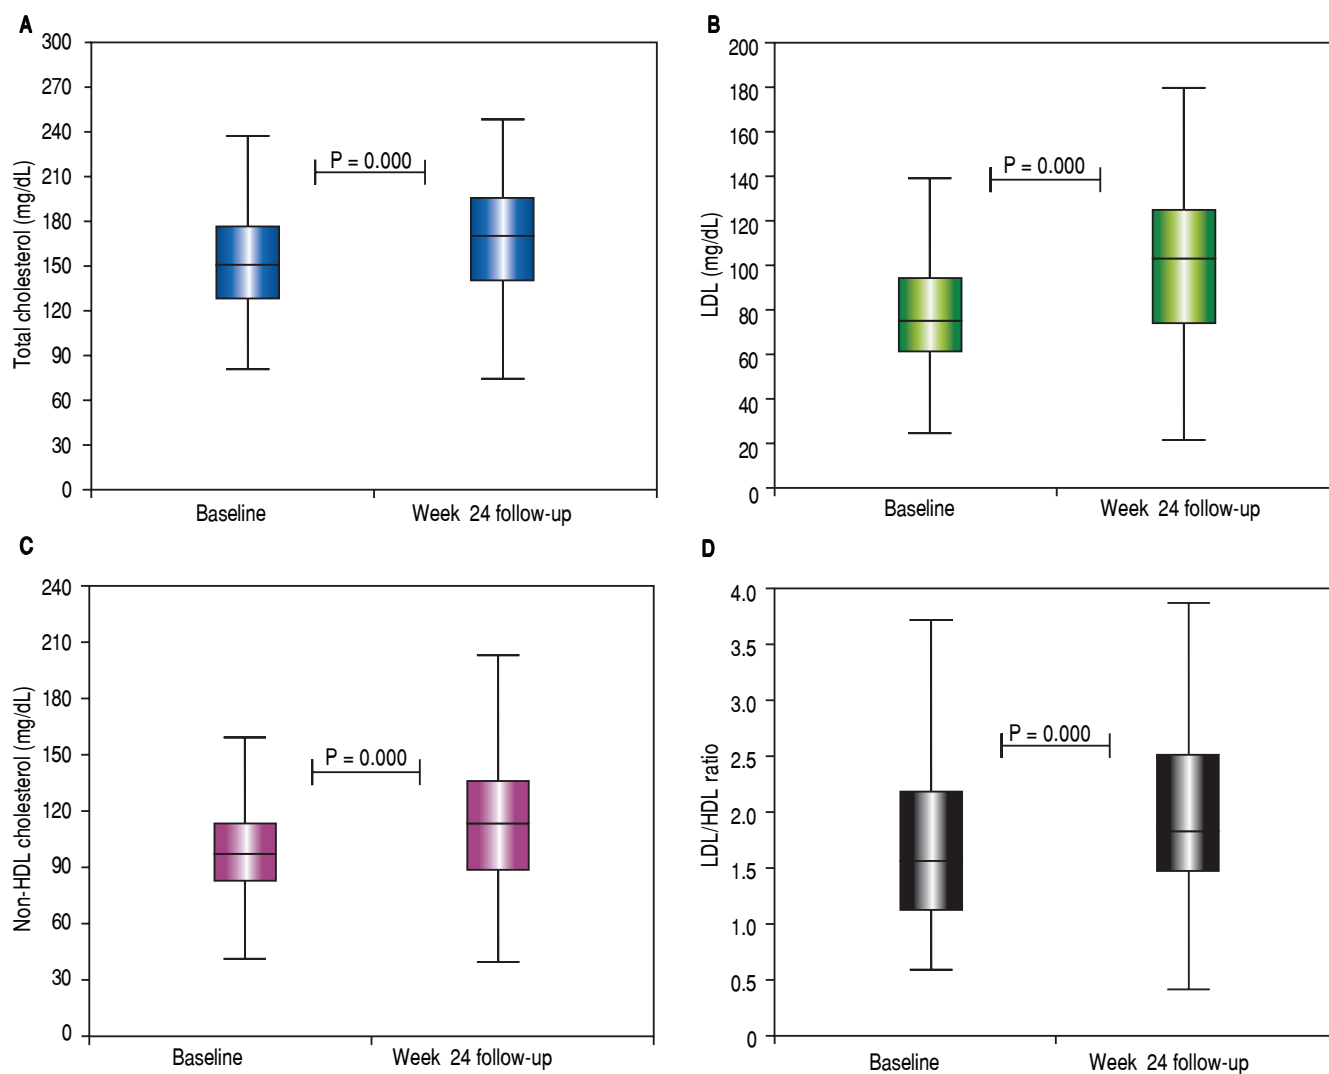 A
Total cholesterol (mg/dL)
300
270
240
210
180
150
120
90
60
30
0
P = 0.000
Baseline
Week 24 follow-up
B
LDL (mg/dL)
200
180
160
140
120
100
80
60
40
20
0
P = 0.000
Baseline
Week 24 follow-up
C
Non-HDL cholesterol (mg/dL)
240
210
180
150
120
90
60
30
0
P = 0.000
Baseline
Week 24 follow-up
D
LDL/HDL ratio
4.0
3.5
3.0
2.5
2.0
1.5
1.0
0.5
0
P = 0.000
Baseline
Week 24 follow-up